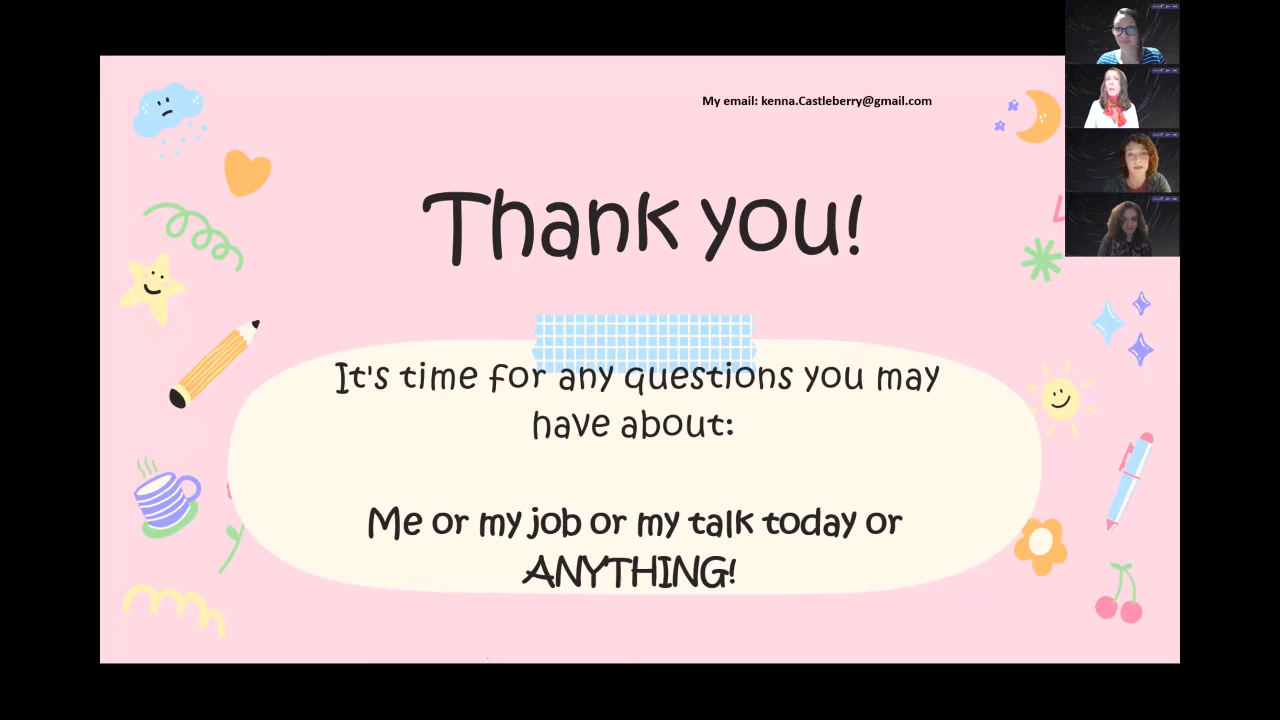 My email: kenna.Castleberry@gmail.com
Thank you!
It's time for any questions you may
have about:
Me or my job or my talk today or
ANYTHING!